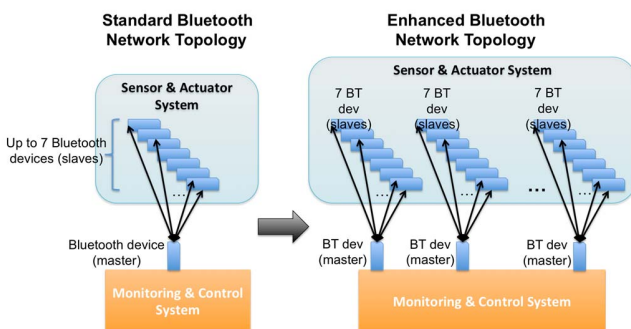 Standard Bluetooth
Network Topology
Sensor & Actuator
System
Up to 7 Bluetooth
devices (slaves)
...
Bluetooth device
(master)
Monitoring & Control
System
Enhanced Bluetooth
Network Topology
Sensor & Actuator System
7 BT
dev
(slaves)
7 BT
dev
(slaves)
7 BT
dev
(slaves)
...
...
...
...
BT dev
(master)
BT dev
(master)
BT dev
(master)
Monitoring & Control System